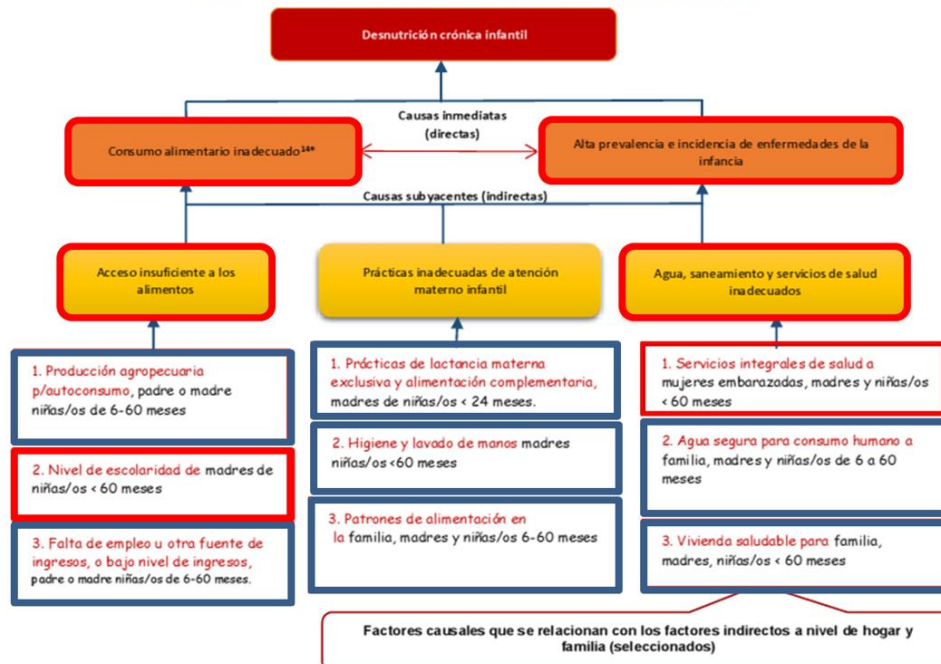 Desnutrición crónica infantil
Causas inmediatas
(directas)
Consumo alimentario inadecuado¹⁴*
Alta prevalencia e incidencia de enfermedades de la
infancia
Causas subyacentes (indirectas)
Acceso insuficiente a los
alimentos
Prácticas inadecuadas de atención
materno infantil
Agua, saneamiento y servicios de salud
inadecuados
1. Producción agropecuaria
p/autoconsumo, padre o madre
niñas/os de 6-60 meses
2. Nivel de escolaridad de madres de
niñas/os < 60 meses
3. Falta de empleo u otra fuente de
ingresos, o bajo nivel de ingresos,
padre o madre niñas/os de 6-60 meses.
1. Prácticas de lactancia materna
exclusiva y alimentación complementaria,
madres de niñas/os < 24 meses.
2. Higiene y lavado de manos madres
niñas/os <60 meses
3. Patrones de alimentación en
la familia, madres y niñas/os 6-60 meses
1. Servicios integrales de salud a
mujeres embarazadas, madres y niñas/os
< 60 meses
2. Agua segura para consumo humano a
familia, madres y niñas/os de 6 a 60
meses
3. Vivienda saludable para familia,
madres, niñas/os < 60 meses
Factores causales que se relacionan con los factores indirectos a nivel de hogar y
familia (seleccionados)